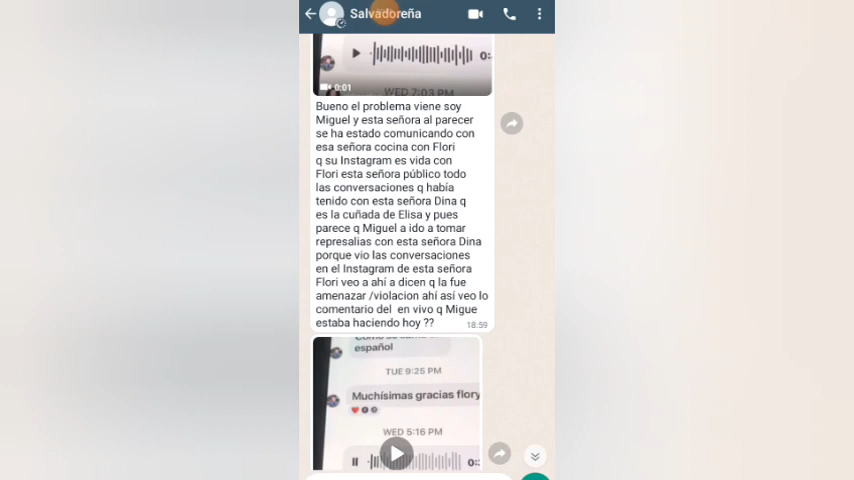 Salvadoreña
0:
0:01
WED 7:03 PM
Bueno el problema viene soy
Miguel y esta señora al parecer
se ha estado comunicando con
esa señora cocina con Flori
q su Instagram es vida con
Flori esta señora público todo
las conversaciones q había
tenido con esta señora Dina q
es la cuñada de Elisa y pues
parece q Miguel a ido a tomar
represalias con esta señora Dina
porque vio las conversaciones
en el Instagram de esta señora
Flori veo a ahí a dicen q la fue
amenazar /violacion ahí así veo lo
comentario del en vivo q Migue
estaba haciendo hoy ??
18:59
español
TUE 9:25 PM
Muchísimas gracias flory
WED 5:16 PM
0: